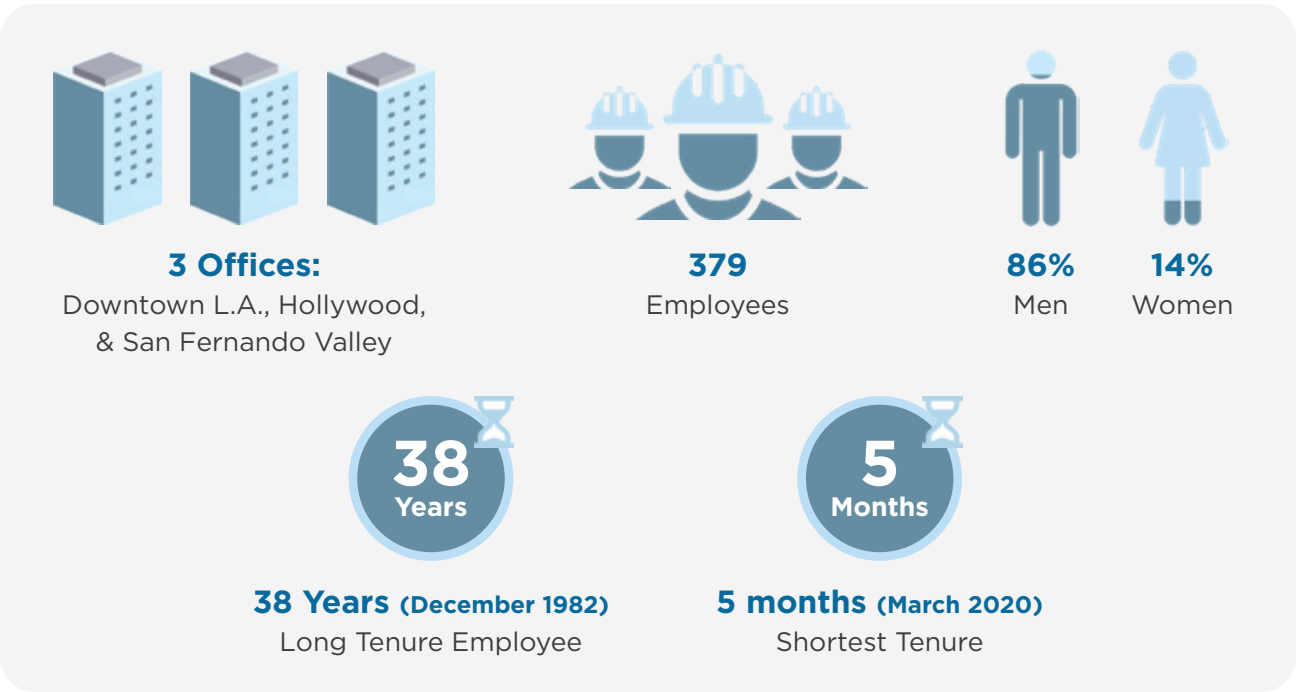 3 Offices:
Downtown L.A., Hollywood,
& San Fernando Valley
379
Employees
86%
Men
14%
Women
38
Years
38 Years (December 1982)
Long Tenure Employee
5
Months
5 months (March 2020)
Shortest Tenure